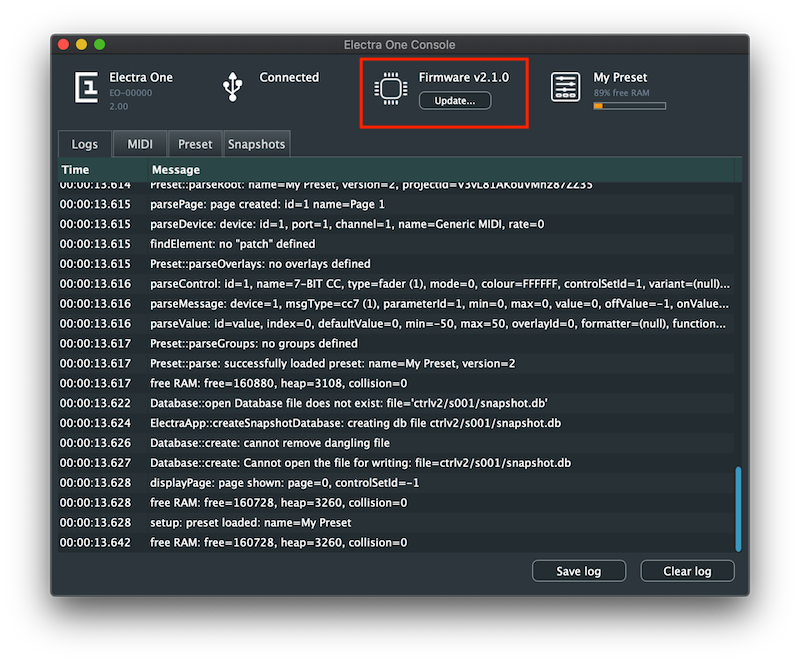 Electra One Console
Electra One
EO-00000
2.00
Connected
Firmware v2.1.0
Update...
My Preset
89% free RAM
Logs MIDI Preset Snapshots
Time Message
00:00:13.614 Preset::parseRoot: name=My Preset, version=2,
00:00:13.615 parsePage: page created: id=1 name=Page 1
00:00:13.615 parseDevice: device: id=1, port=1, channel=1, name=Generic MIDI, rate=0
00:00:13.615 findElement: no "patch" defined
00:00:13.615 Preset::parseOverlays: no overlays defined
00:00:13.616 parseControl: id=1, name=7-BIT CC, type=fader (1), mode=0, colour=FFFFFF, controlSetId=1, variant=(null)...
00:00:13.616 parseMessage: device=1, msgType=cc7 (1), parameterId=1, min=0, max=0, value=0, offValue=-1, onValue...
00:00:13.616 parseValue: id=value, index=0, defaultValue=0, min=-50, max=50, overlayId=0, formatter=(null), function...
00:00:13.617 Preset::parseGroups: no groups defined
00:00:13.617 Preset::parse: successfully loaded preset: name=My Preset, version=2
00:00:13.617 free RAM: free=160880, heap=3108, collision=0
00:00:13.622 Database::open Database file does not exist: file='ctrlv2/s001/snapshot.db'
00:00:13.624 ElectraApp::createSnapshotDatabase: creating db file ctrlv2/s001/snapshot.db
00:00:13.626 Database::create: cannot remove dangling file
00:00:13.627 Database::create: Cannot open the file for writing: file=ctrlv2/s001/snapshot.db
00:00:13.628 displayPage: page shown: page=0, controlSetId=-1
00:00:13.628 free RAM: free=160728, heap=3260, collision=0
00:00:13.628 setup: preset loaded: name=My Preset
00:00:13.642 free RAM: free=160728, heap=3260, collision=0
Save log Clear log